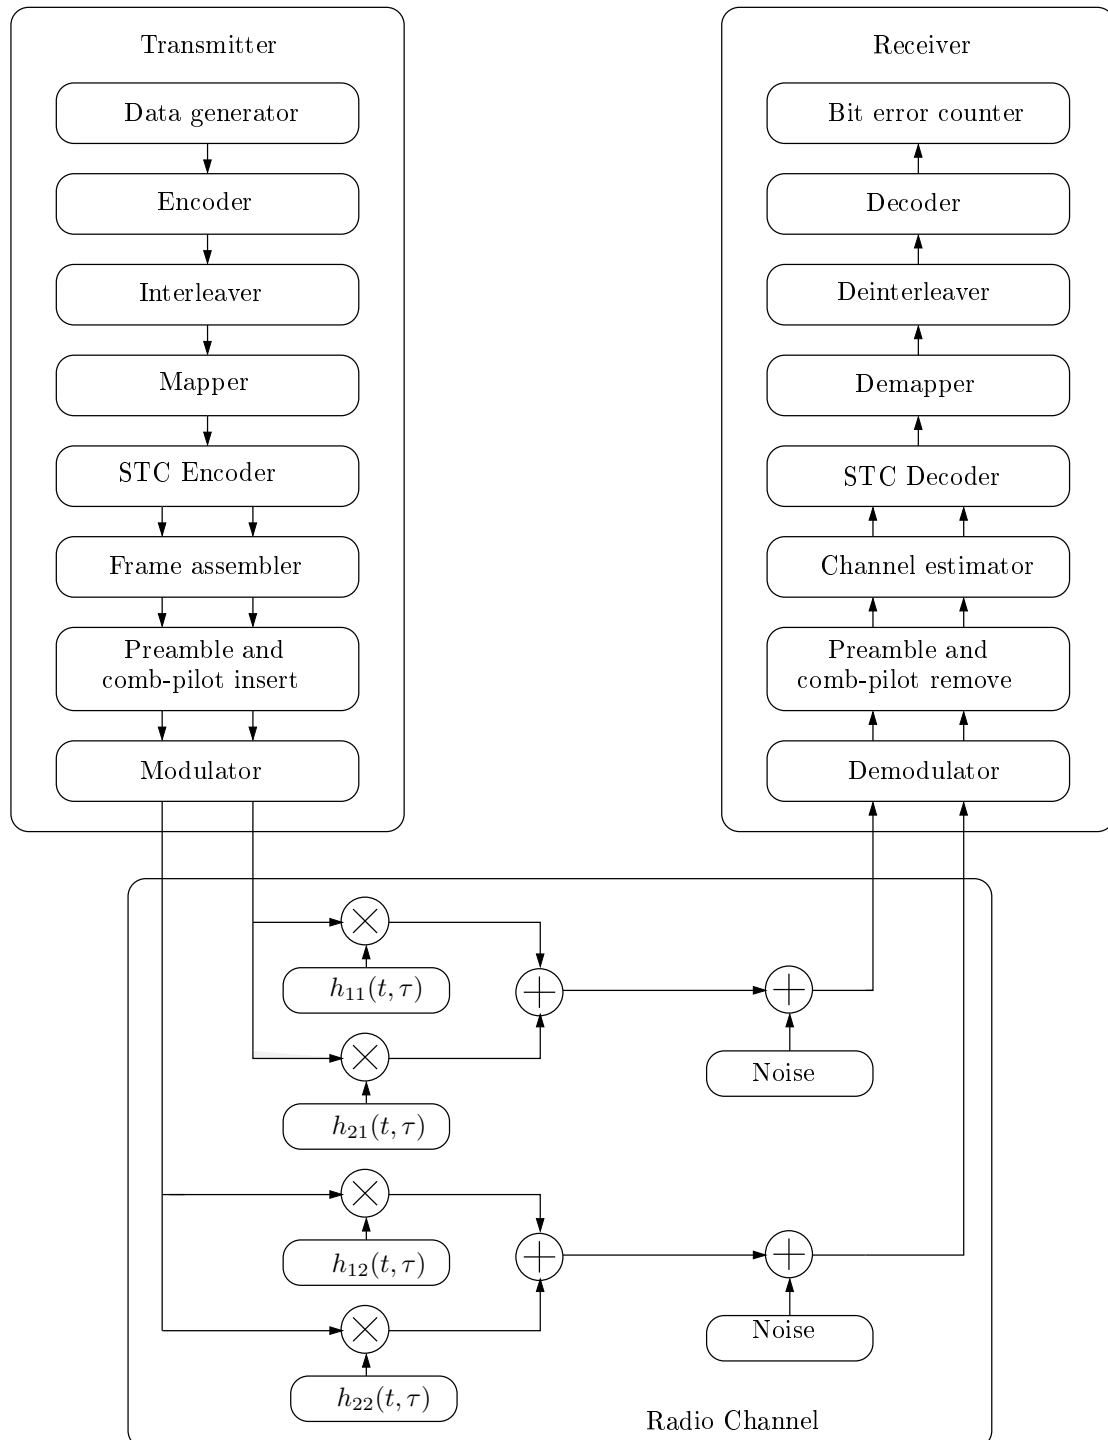 Transmitter
Data generator
Encoder
Interleaver
Mapper
STC Encoder
Frame assembler
Preamble and
comb-pilot insert
Modulator
Receiver
Bit error counter
Decoder
Deinterleaver
Demapper
STC Decoder
Channel estimator
Preamble and
comb-pilot remove
Demodulator
h₁₁(t, τ)
h₂₁(t, τ)
Noise
h₁₂(t, τ)
h₂₂(t, τ)
Noise
Radio Channel